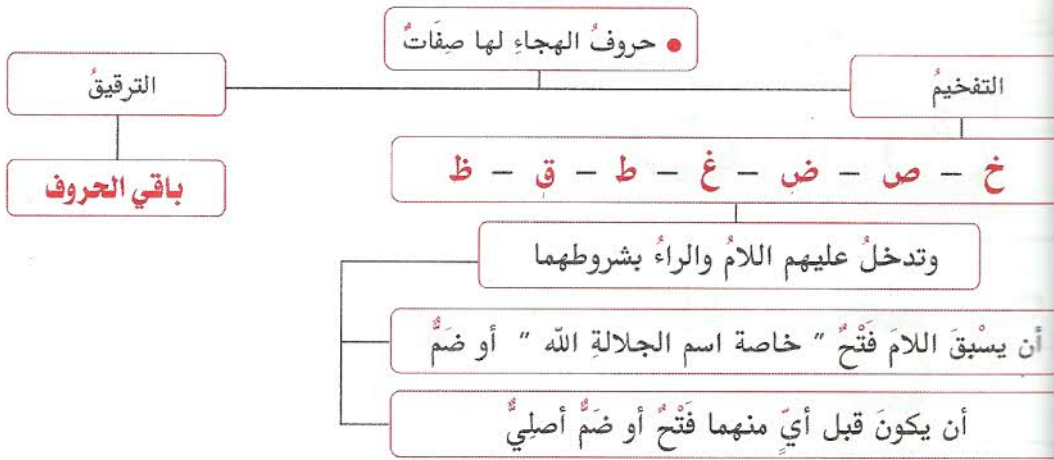 ● حروفُ الهجاءِ لها صِفَاتٌ
التفخيمُ
الترقيقُ
خ – ص – ضِ – غ – ط – قِ – ظ
باقي الحروف
وتدخلُ عليهم اللامُ والراءُ بشروطهما
أن يسْبقَ اللامَ فَتْحٌ " خاصة اسم الجلالةِ الله " أو ضَمٌّ
أن يكونَ قبل أيٍّ منهما فَتْحٌ أو ضَمٌّ أصلِيٌّ